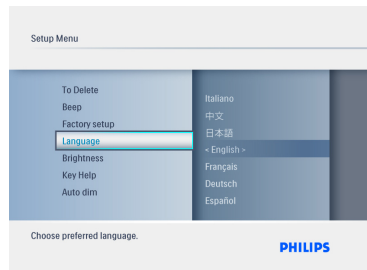 Setup Menu
To Delete
Beep
Factory setup
Language
Brightness
Key Help
Auto dim
Italiano
中文
日本語
< English >
Français
Deutsch
Español
Choose preferred language.
PHILIPS